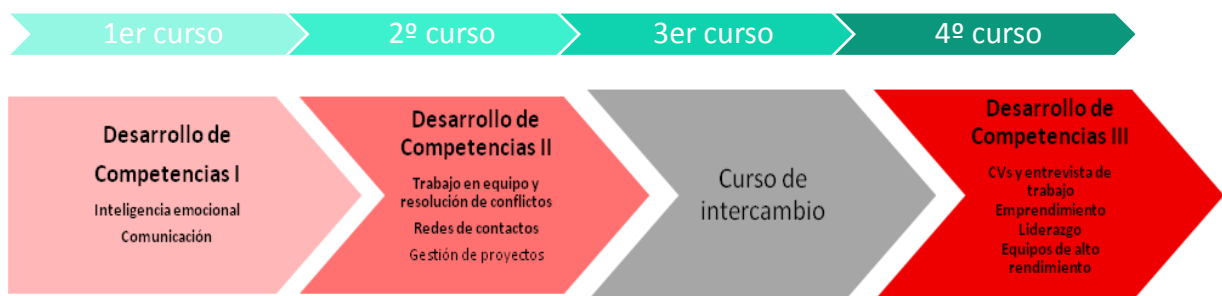 1er curso
2º curso
3er curso
4º curso
Desarrollo de
Competencias I
Inteligencia emocional
Comunicación
Desarrollo de
Competencias II
Trabajo en equipo y
resolución de conflictos
Redes de contactos
Gestión de proyectos
Curso de
intercambio
Desarrollo de
Competencias III
CVs y entrevista de
trabajo
Emprendimiento
Liderazgo
Equipos de alto
rendimiento